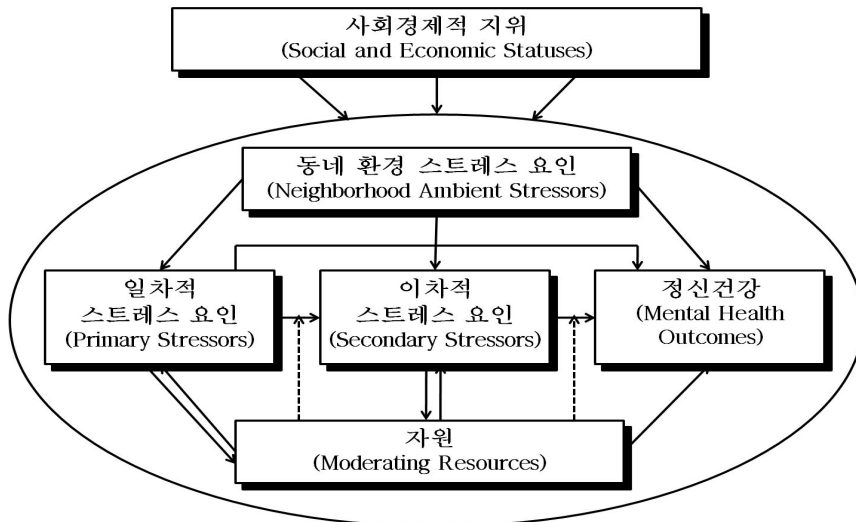 사회경제적 지위
(Social and Economic Statuses)
동네 환경 스트레스 요인
(Neighborhood Ambient Stressors)
일차적
스트레스 요인
(Primary Stressors)
이차적
스트레스 요인
(Secondary Stressors)
정신건강
(Mental Health
Outcomes)
자원
(Moderating Resources)